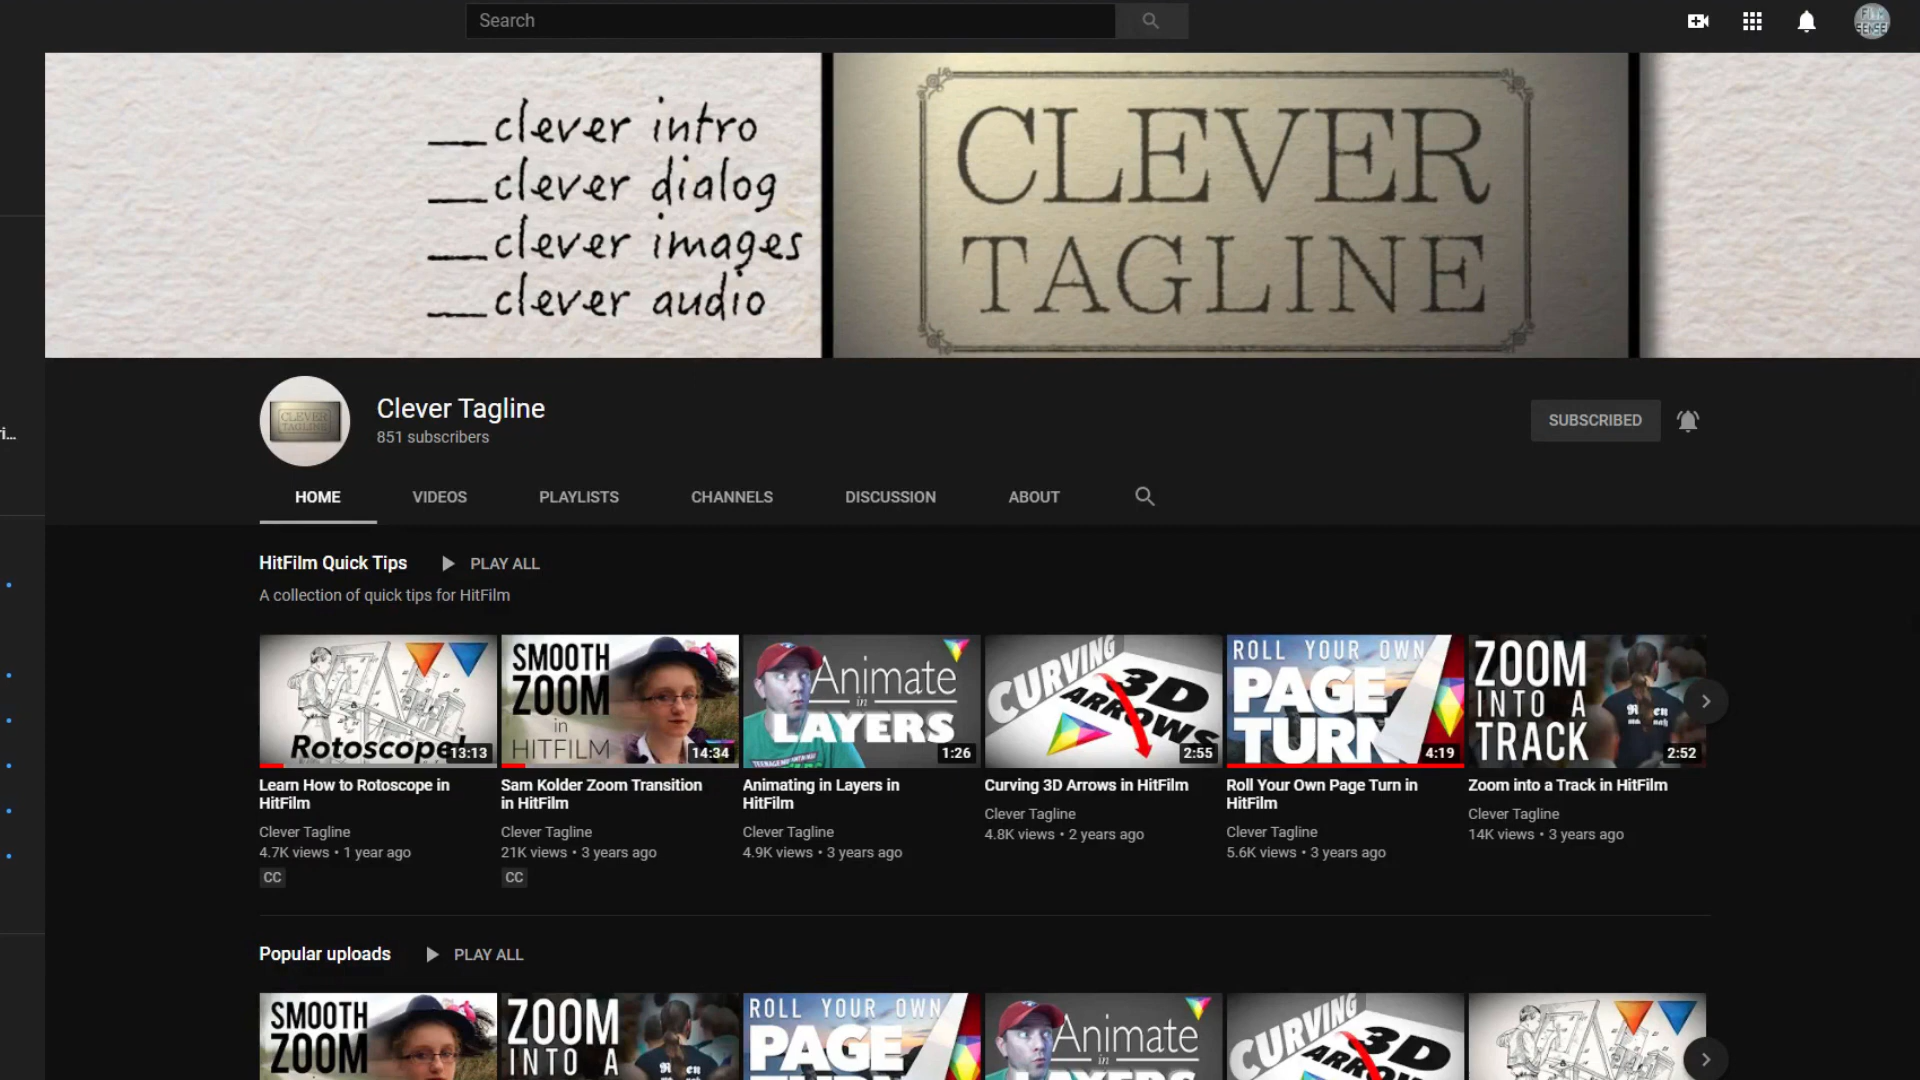 Search
FILM
SENSEI
__clever intro
__clever dialog
__clever images
__clever audio
CLEVER
TAGLINE
CLEVER
TAGLINE
Clever Tagline
851 subscribers
SUBSCRIBED
HOME VIDEOS PLAYLISTS CHANNELS DISCUSSION ABOUT
HitFilm Quick Tips PLAY ALL
A collection of quick tips for HitFilm
Rotoscope!
13:13
SMOOTH
ZOOM
in
HITFILM
14:34
Animate
in
LAYERS
1:26
CURVING
3D
ARROWS
2:55
ROLL YOUR OWN
PAGE
TURN
4:19
ZOOM
INTO A
TRACK
2:52
Learn How to Rotoscope in
HitFilm
Clever Tagline
4.7K views • 1 year ago
CC
Sam Kolder Zoom Transition
in HitFilm
Clever Tagline
21K views • 3 years ago
CC
Animating in Layers in
HitFilm
Clever Tagline
4.9K views • 3 years ago
Curving 3D Arrows in HitFilm
Clever Tagline
4.8K views • 2 years ago
Roll Your Own Page Turn in
HitFilm
Clever Tagline
5.6K views • 3 years ago
Zoom into a Track in HitFilm
Clever Tagline
14K views • 3 years ago
Popular uploads PLAY ALL
SMOOTH
ZOOM
ZOOM
INTO A
ROLL YOUR OWN
PAGE
Animate
in
LAYERS
CURVING
3D
ARROWS